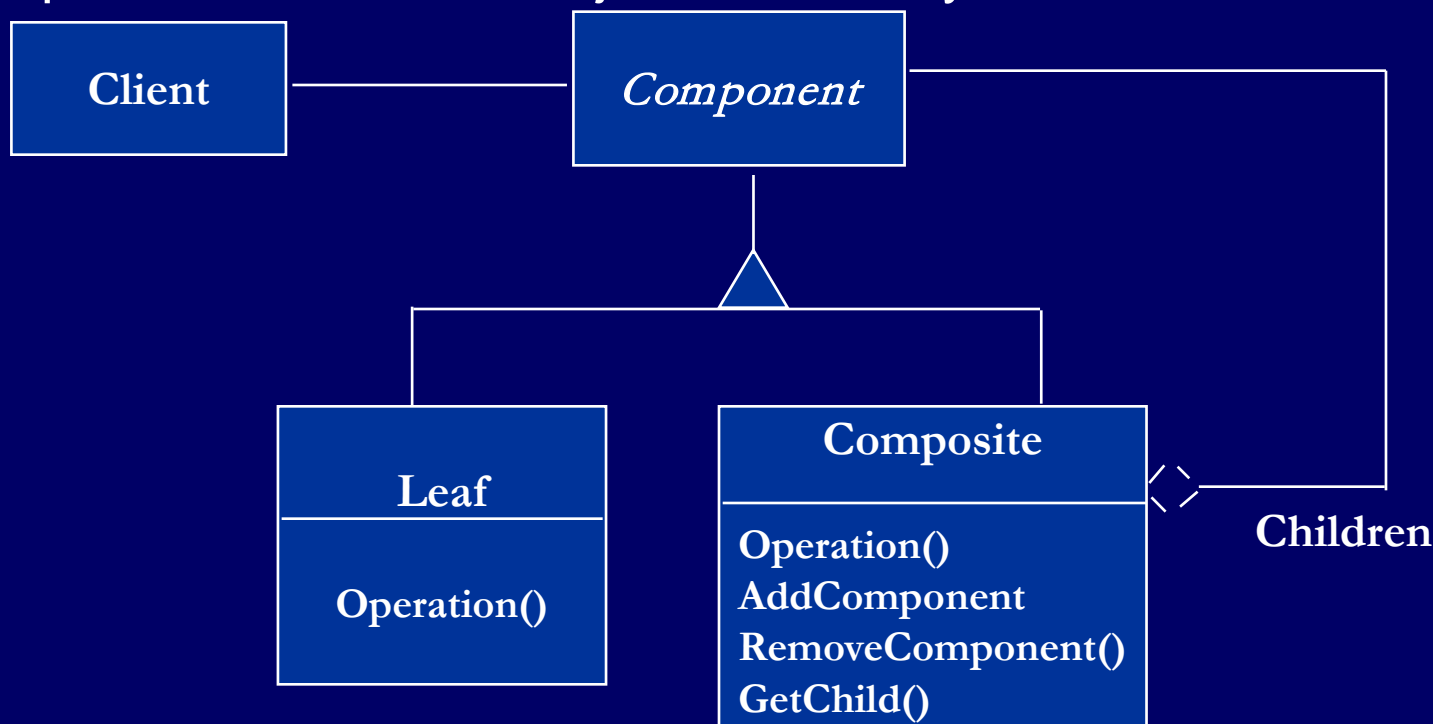 Client
Component
Leaf
Operation()
Composite
Operation()
AddComponent
RemoveComponent()
GetChild()
Children